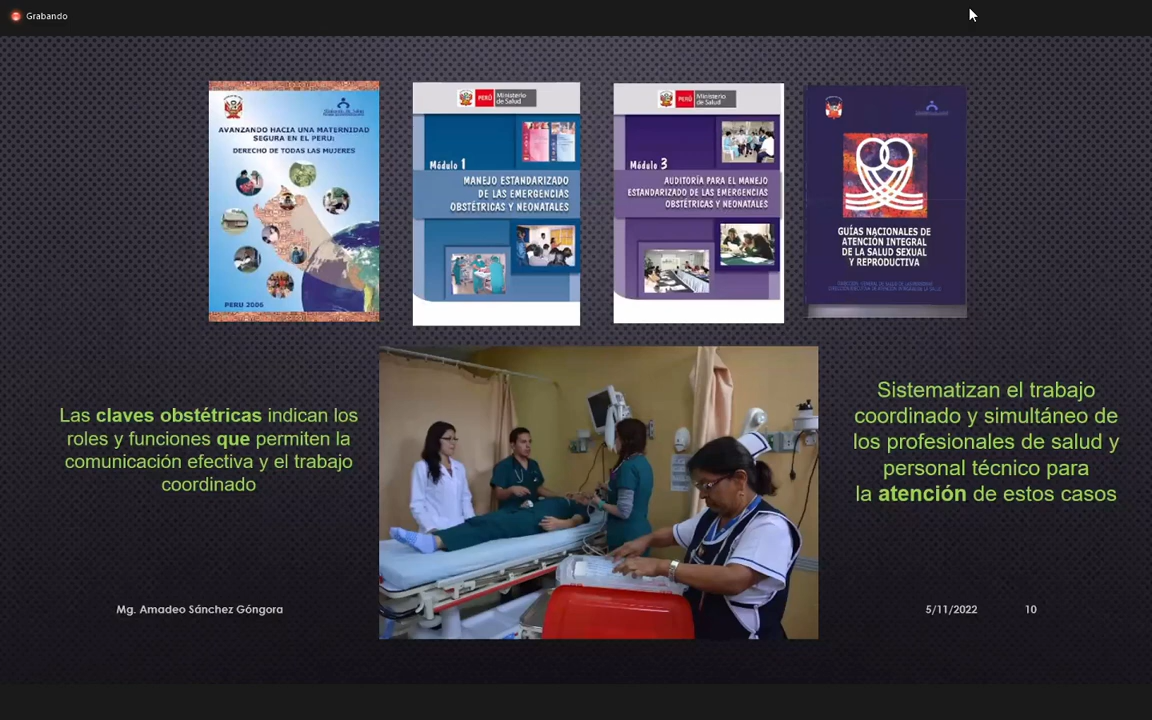 Grabando
AVANZANDO HACIA UNA MATERNIDAD
SEGURA EN EL PERU:
DERECHO DE TODAS LAS MUJERES
PERU 2006
PERÚ Ministerio
de Salud
Módulo 1
MANEJO ESTANDARIZADO
DE LAS EMERGENCIAS
OBSTÉTRICAS Y NEONATALES
PERÚ Ministerio
de Salud
Módulo 3
AUDITORÍA PARA EL MANEJO
ESTANDARIZADO DE LAS EMERGENCIAS
OBSTÉTRICAS Y NEONATALES
GUÍAS NACIONALES DE
ATENCIÓN INTEGRAL
DE LA SALUD SEXUAL
Y REPRODUCTIVA
Las claves obstétricas indican los
roles y funciones que permiten la
comunicación efectiva y el trabajo
coordinado
Sistematizan el trabajo
coordinado y simultáneo de
los profesionales de salud y
personal técnico para
la atención de estos casos
Mg. Amadeo Sánchez Góngora
5/11/2022
10